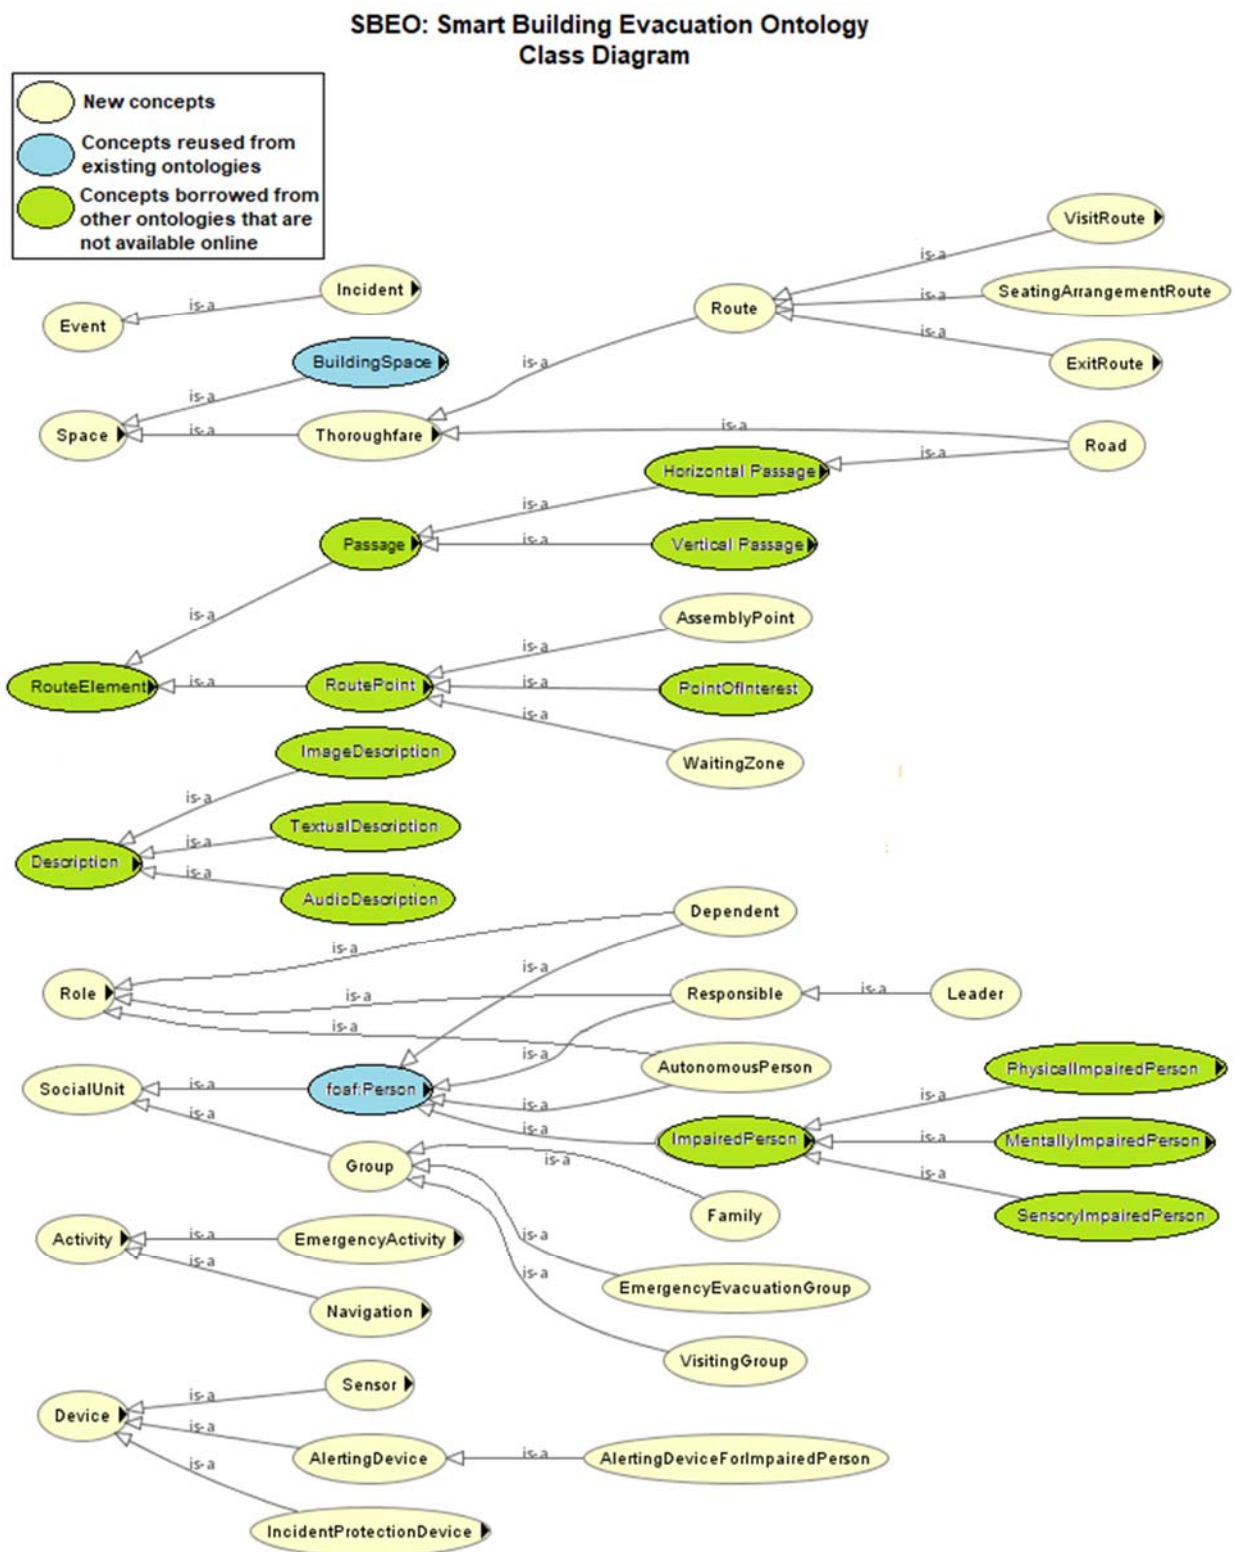 SBEO: Smart Building Evacuation Ontology
Class Diagram
New concepts
Concepts reused from
existing ontologies
Concepts borrowed from
other ontologies that are
not available online
VisitRoute
is-a
Incident
is-a
Event
Route
is-a
SeatingArrangementRoute
BuildingSpace
is-a
is-a
ExitRoute
is-a
Space
is-a
Thoroughfare
is-a
Road
Horizontal Passage
is-a
is-a
Passage
is-a
Vertical Passage
is-a
AssemblyPoint
is-a
RouteElement
is-a
RoutePoint
is-a
PointOfInterest
is-a
ImageDescription
WaitingZone
is-a
TextualDescription
is-a
Description
is-a
AudioDescription
Dependent
is-a
is-a
Role
is-a
Responsible
is-a
Leader
is-a
is-a
AutonomousPerson
PhysicalImpairedPerson
SocialUnit
is-a
foaf:Person
is-a
is-a
is-a
is-a
ImpairedPerson
is-a
MentallyImpairedPerson
Group
is-a
is-a
Family
SensoryImpairedPerson
Activity
is-a
EmergencyActivity
is-a
is-a
is-a
EmergencyEvacuationGroup
Navigation
VisitingGroup
Sensor
is-a
Device
is-a
AlertingDevice
is-a
AlertingDeviceForImpairedPerson
is-a
IncidentProtectionDevice